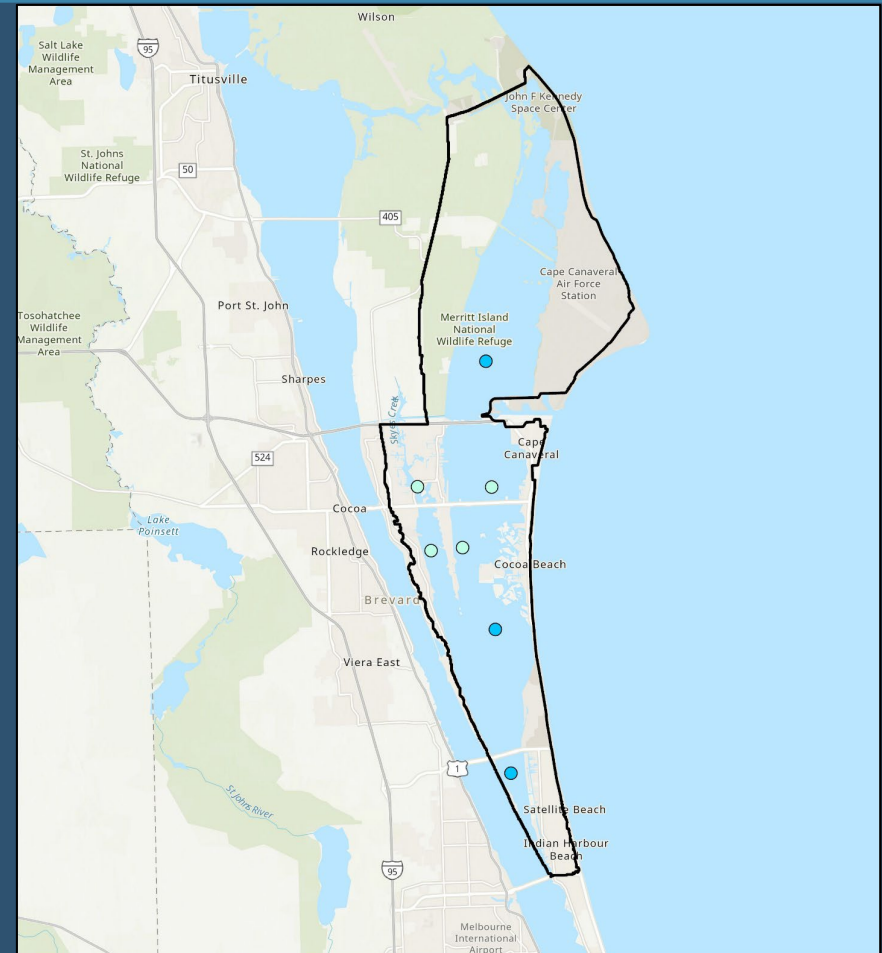 Wilson
Salt Lake
Wildlife
Management
Area
95
Titusville
John F Kennedy
Space Center
St. Johns
National
Wildlife Refuge
50
405
Cape Canaveral
Air Force
Station
Port St. John
Tosohatchee
Wildlife
Management
Area
Merritt Island
National
Wildlife Refuge
Sharpes
Skyes Creek
Cape
Canaveral
524
Cocoa
Lake
Poinsett
Rockledge
Cocoa Beach
Brevard
Viera East
1
St Johns River
Satellite Beach
Indian Harbour
Beach
95
Melbourne
International
Airport